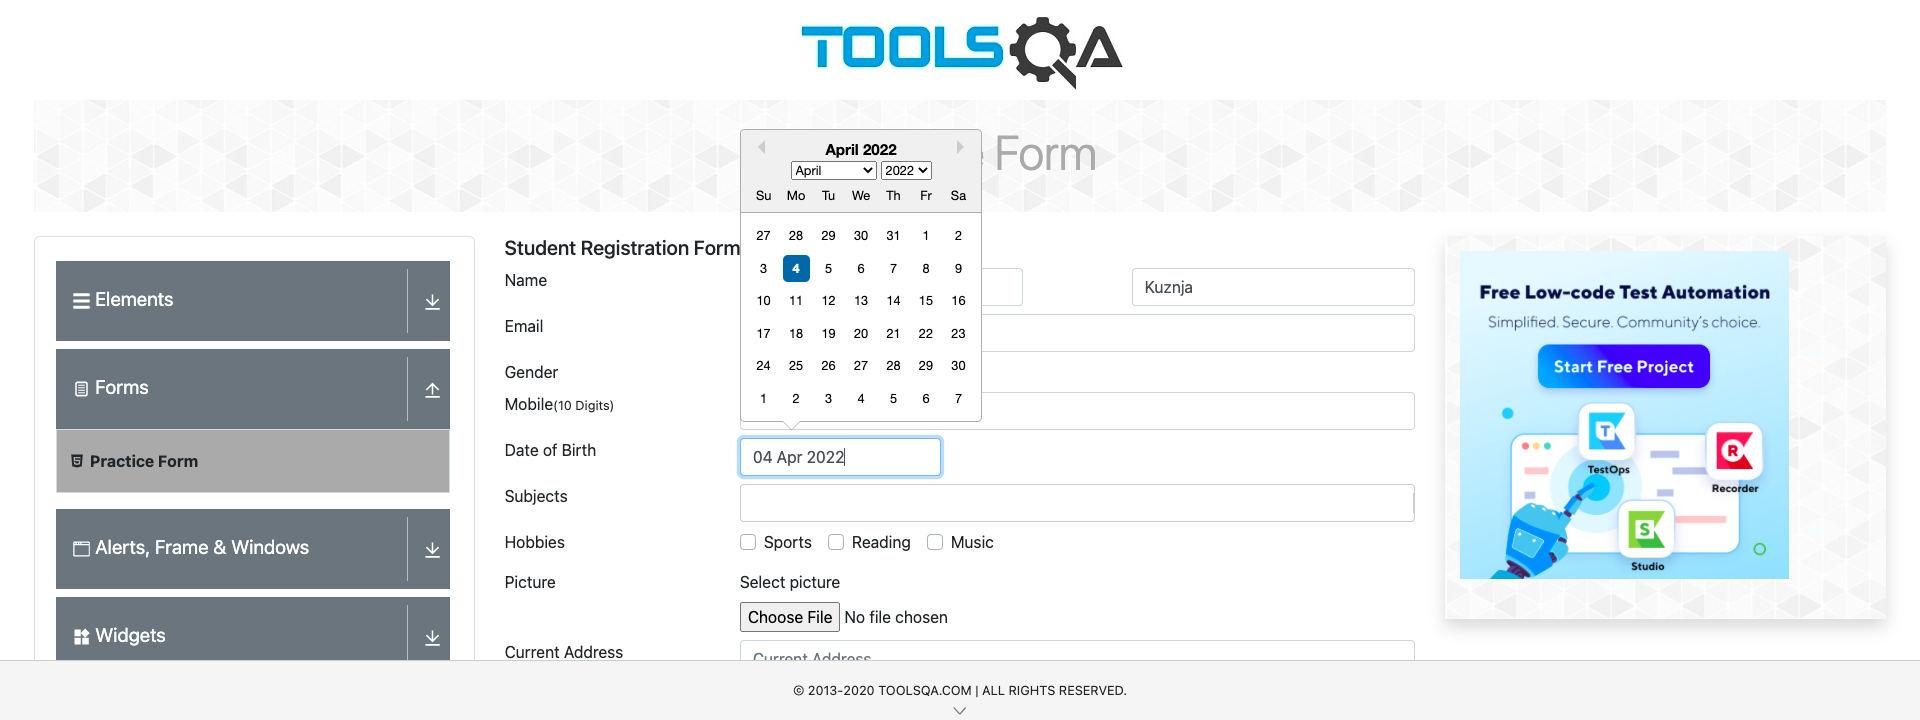 TOOLSQA
Form
April 2022
April 2022
Su Mo Tu We Th Fr Sa
27 28 29 30 31 1 2
3 4 5 6 7 8 9
10 11 12 13 14 15 16
17 18 19 20 21 22 23
24 25 26 27 28 29 30
1 2 3 4 5 6 7
Elements
Forms
Practice Form
Alerts, Frame & Windows
Widgets
Student Registration Form
Name
Kuznja
Email
Gender
Mobile(10 Digits)
Date of Birth
04 Apr 2022
Subjects
Hobbies
Sports Reading Music
Picture
Select picture
Choose File No file chosen
Current Address
Current Address
Free Low-code Test Automation
Simplified. Secure. Community's choice.
Start Free Project
T
TestOps
R
Recorder
S
Studio
© 2013-2020 TOOLSQA.COM | ALL RIGHTS RESERVED.